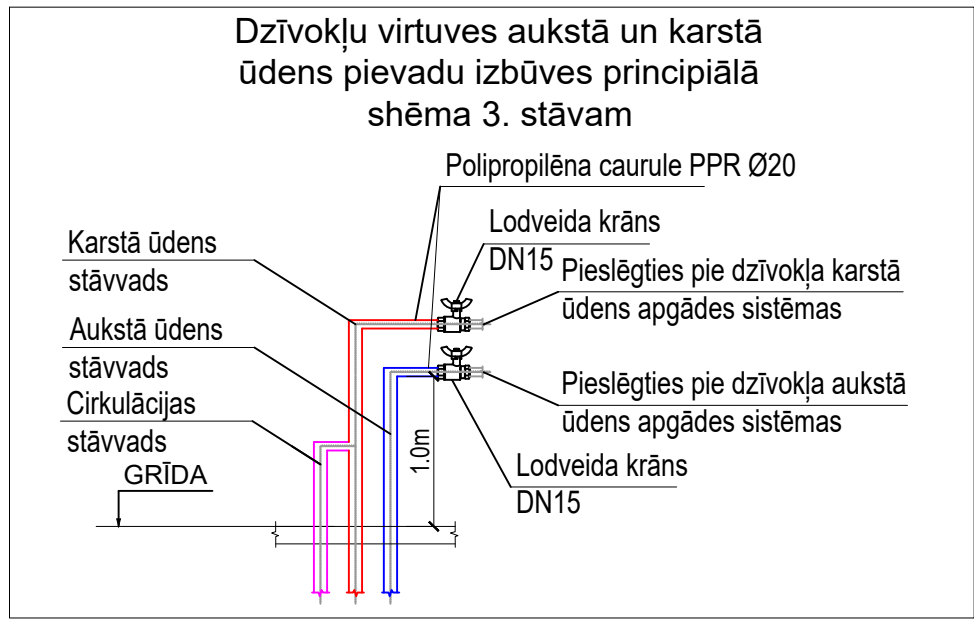 Dzīvokļu virtuves aukstā un karstā
ūdens pievadu izbūves principiālā
shēma 3. stāvam
Polipropilēna caurule PPR Ø20
Lodveida krāns
DN15
Karstā ūdens
stāvvads
Pieslēgties pie dzīvokļa karstā
ūdens apgādes sistēmas
Aukstā ūdens
stāvvads
Pieslēgties pie dzīvokļa aukstā
ūdens apgādes sistēmas
Cirkulācijas
stāvvads
1.0m
Lodveida krāns
DN15
GRĪDA